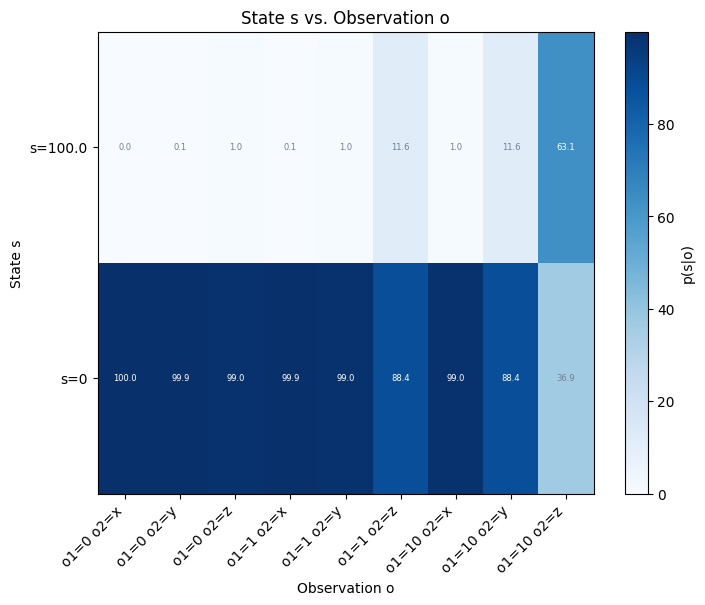 State s vs. Observation o
s=100.0
0.0 0.1 1.0 0.1 1.0 11.6 1.0 11.6 63.1
s=0
100.0 99.9 99.0 99.9 99.0 88.4 99.0 88.4 36.9
State s
o1=0 o2=x
o1=0 o2=y
o1=0 o2=z
o1=1 o2=x
o1=1 o2=y
o1=1 o2=z
o1=10 o2=x
o1=10 o2=y
o1=10 o2=z
Observation o
80
60
40
20
0
p(s|o)